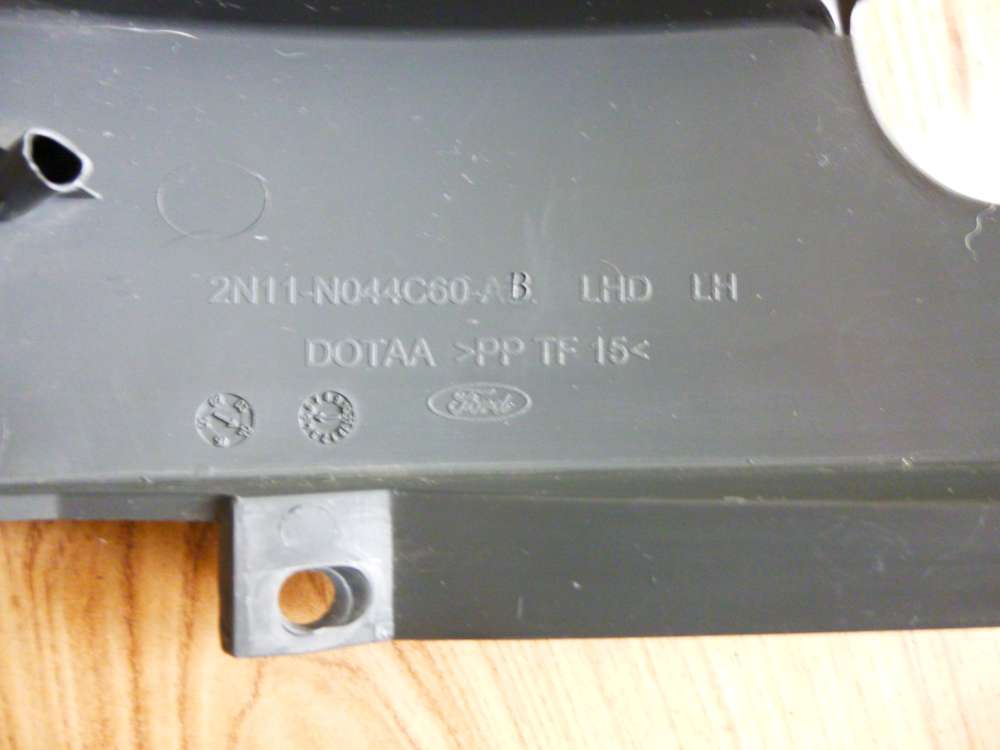 2N11-N044C60-AB LHD LH
DOTAA >PP TF 15<
Ford